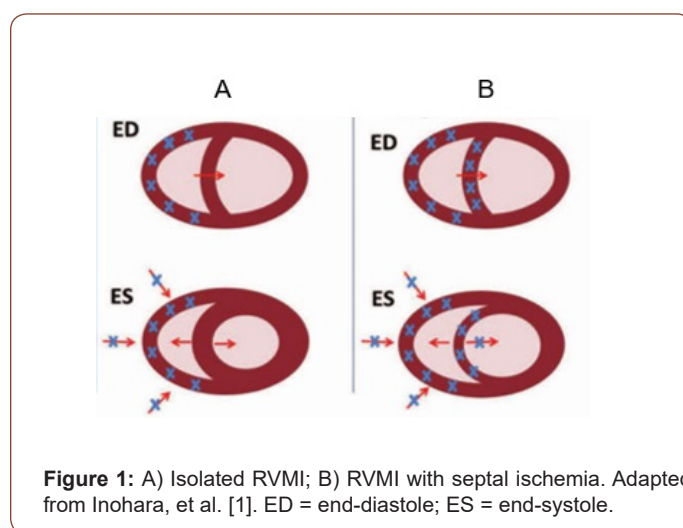 A B
ED ED
ES ES
Figure 1: A) Isolated RVMI; B) RVMI with septal ischemia. Adapted
from Inohara, et al. [1]. ED = end-diastole; ES = end-systole.